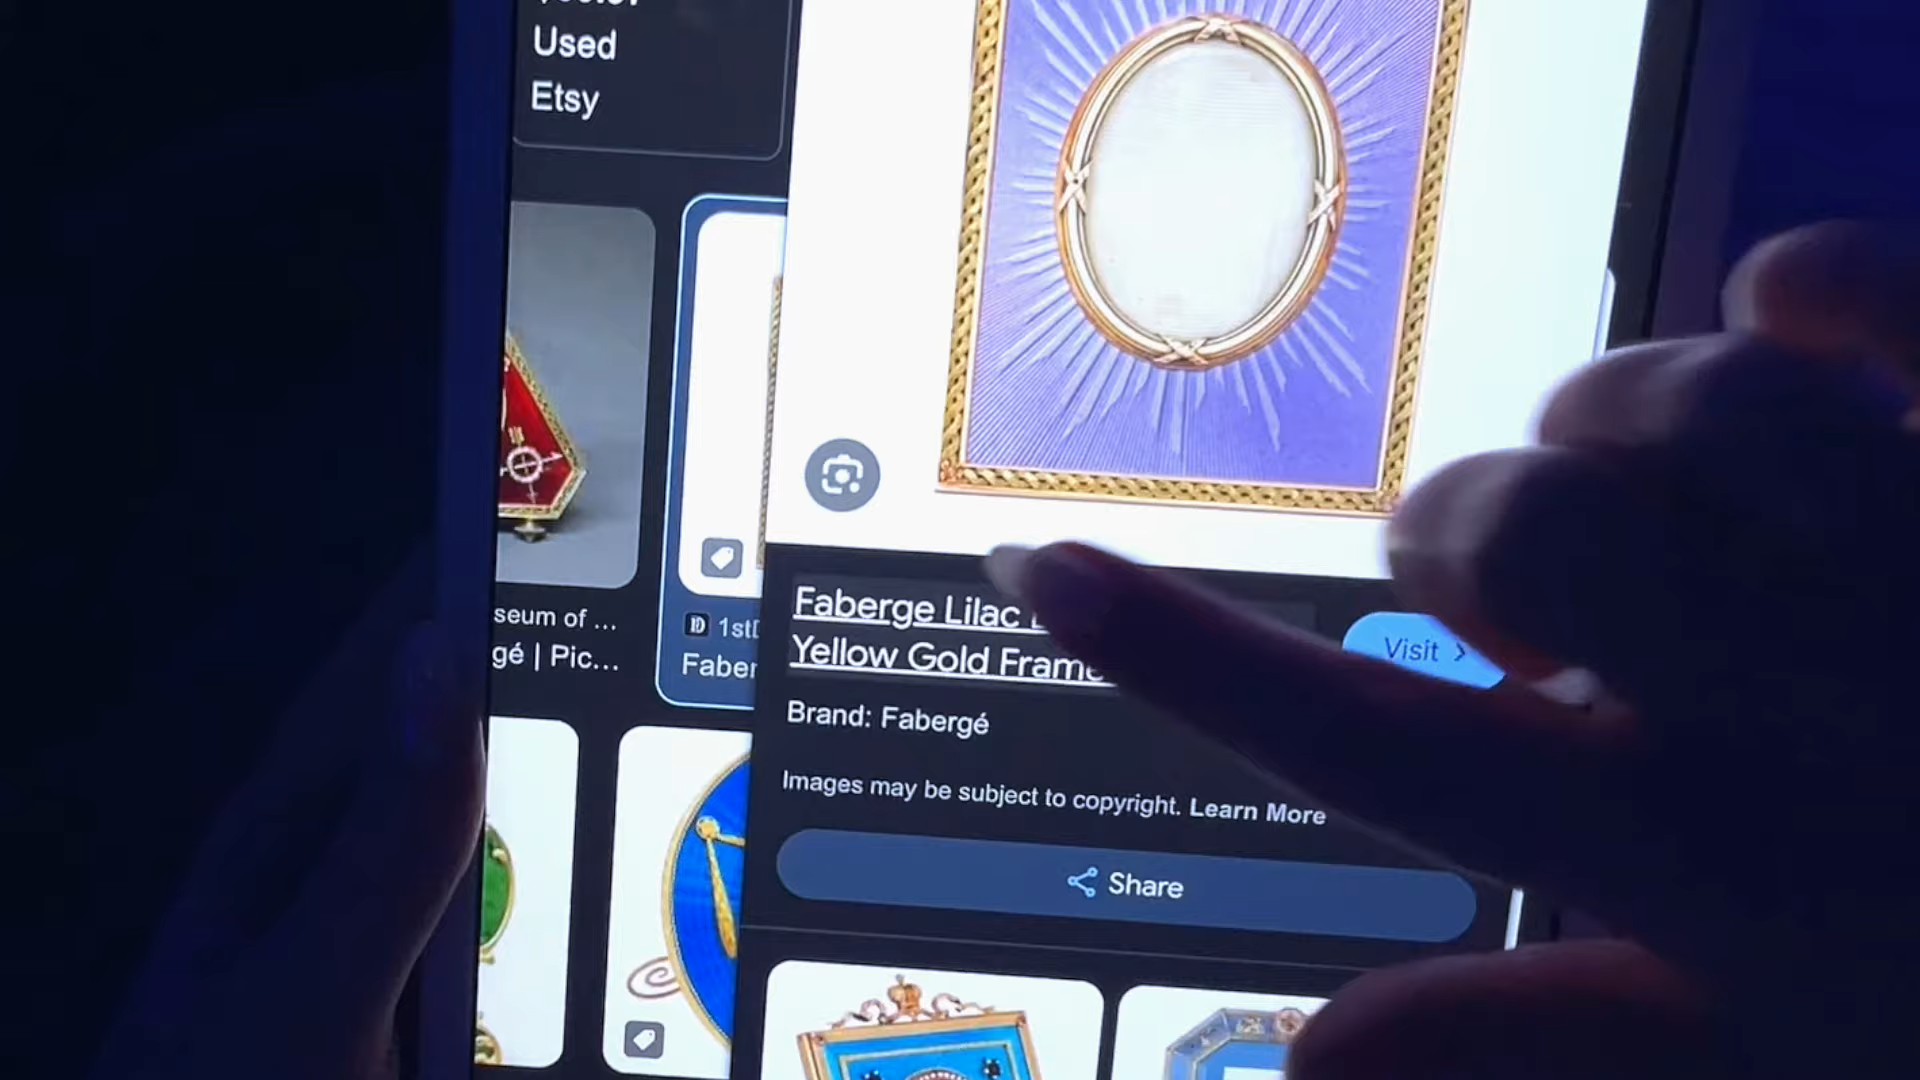 Used
Etsy
seum of ...
gé | Pic...
1st
Faber
Faberge Lilac
Yellow Gold Frame
Visit
Brand: Fabergé
Images may be subject to copyright. Learn More
Share